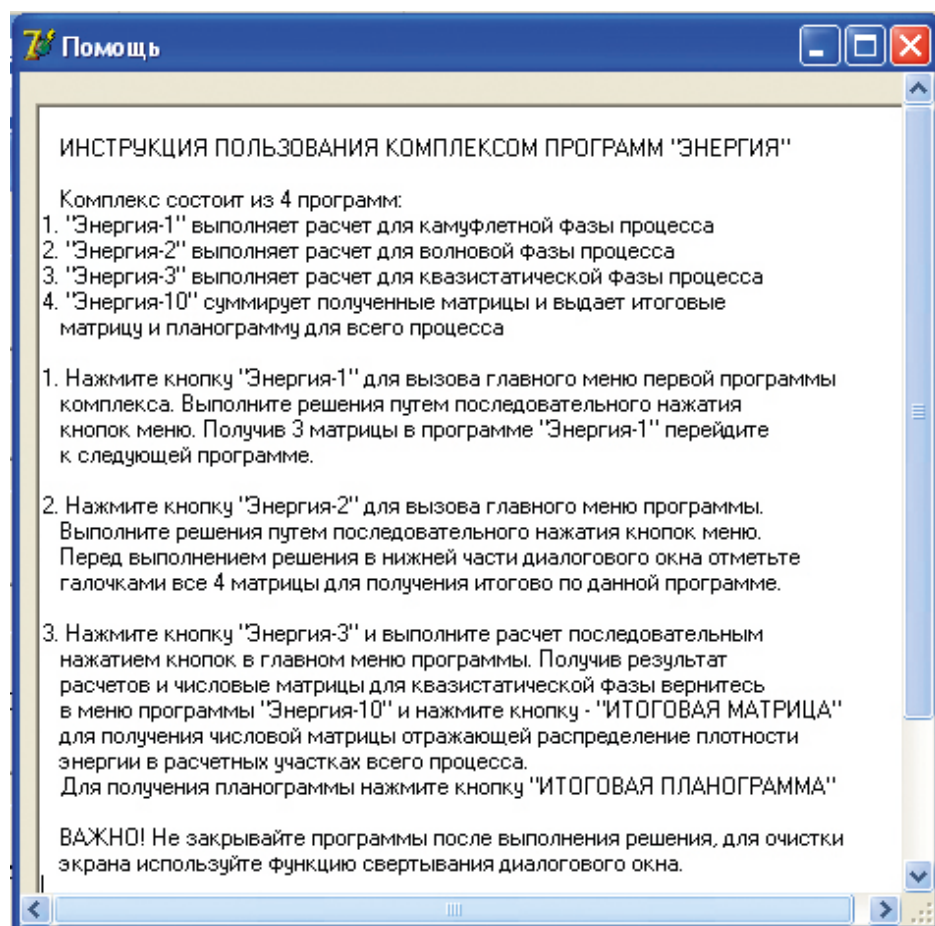 Помощь
ИНСТРУКЦИЯ ПОЛЬЗОВАНИЯ КОМПЛЕКСОМ ПРОГРАММ "ЭНЕРГИЯ"
Комплекс состоит из 4 программ:
1. "Энергия-1" выполняет расчет для камуфлетной фазы процесса
2. "Энергия-2" выполняет расчет для волновой фазы процесса
3. "Энергия-3" выполняет расчет для квазистатической фазы процесса
4. "Энергия-10" суммирует полученные матрицы и выдает итоговые
матрицу и планограмму для всего процесса
1. Нажмите кнопку "Энергия-1" для вызова главного меню первой программы
комплекса. Выполните решения путем последовательного нажатия
кнопок меню. Получив 3 матрицы в программе "Энергия-1" перейдите
к следующей программе.
2. Нажмите кнопку "Энергия-2" для вызова главного меню программы.
Выполните решения путем последовательного нажатия кнопок меню.
Перед выполнением решения в нижней части диалогового окна отметьте
галочками все 4 матрицы для получения итогово по данной программе.
3. Нажмите кнопку "Энергия-3" и выполните расчет последовательным
нажатием кнопок в главном меню программы. Получив результат
расчетов и числовые матрицы для квазистатической фазы вернитесь
в меню программы "Энергия-10" и нажмите кнопку - "ИТОГОВАЯ МАТРИЦА"
для получения числовой матрицы отражающей распределение плотности
энергии в расчетных участках всего процесса.
Для получения планограммы нажмите кнопку "ИТОГОВАЯ ПЛАНОГРАММА"
ВАЖНО! Не закрывайте программы после выполнения решения, для очистки
экрана используйте функцию свертывания диалогового окна.